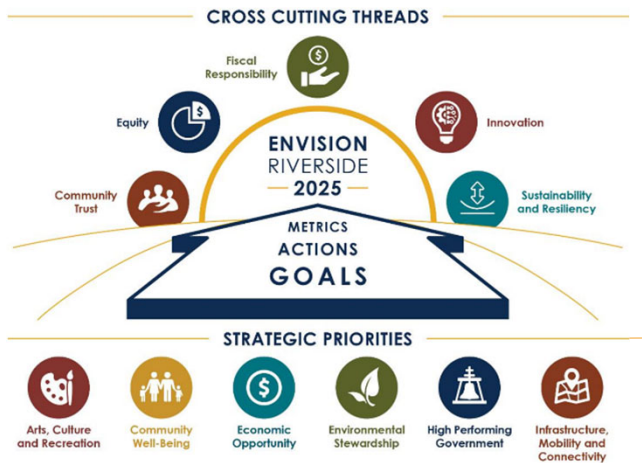 CROSS CUTTING THREADS
Fiscal
Responsibility
$
Equity
$
Innovation
Community
Trust
Sustainability
and Resiliency
ENVISION
RIVERSIDE
2025
METRICS
ACTIONS
GOALS
STRATEGIC PRIORITIES
$
Arts, Culture
and Recreation
Community
Well-Being
Economic
Opportunity
Environmental
Stewardship
High Performing
Government
Infrastructure,
Mobility and
Connectivity